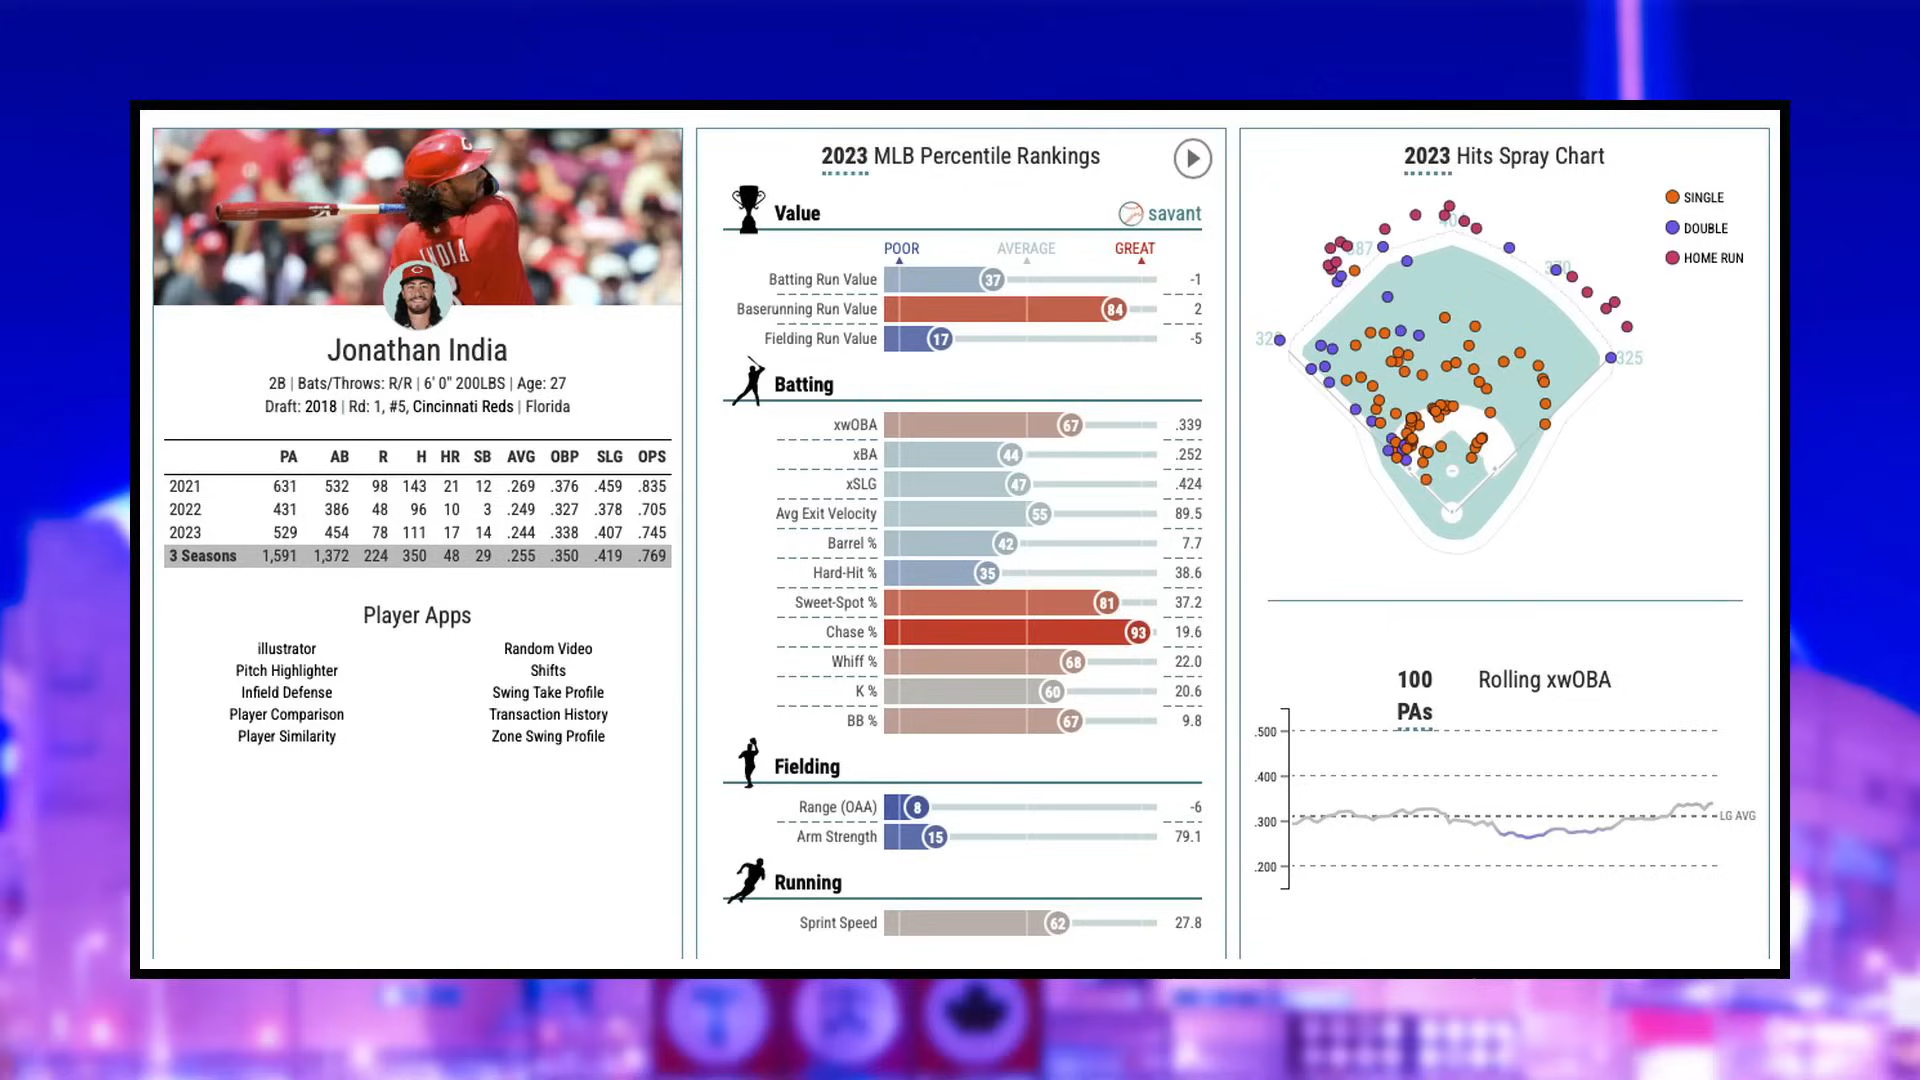 INDIA
Jonathan India
2B | Bats/Throws: R/R | 6' 0" 200LBS | Age: 27
Draft: 2018 | Rd: 1, #5, Cincinnati Reds | Florida
PA AB R H HR SB AVG OBP SLG OPS
2021 631 532 98 143 21 12 .269 .376 .459 .835
2022 431 386 48 96 10 3 .249 .327 .378 .705
2023 529 454 78 111 17 14 .244 .338 .407 .745
3 Seasons 1,591 1,372 224 350 48 29 .255 .350 .419 .769
Player Apps
illustrator Random Video
Pitch Highlighter Shifts
Infield Defense Swing Take Profile
Player Comparison Transaction History
Player Similarity Zone Swing Profile
2023 MLB Percentile Rankings
Value savant
POOR AVERAGE GREAT
Batting Run Value 37 -1
Baserunning Run Value 84 2
Fielding Run Value 17 -5
Batting
xwOBA 67 .339
xBA 44 .252
xSLG 47 .424
Avg Exit Velocity 55 89.5
Barrel % 42 7.7
Hard-Hit % 35 38.6
Sweet-Spot % 81 37.2
Chase % 93 19.6
Whiff % 68 22.0
K % 60 20.6
BB % 67 9.8
Fielding
Range (OAA) 8 -6
Arm Strength 15 79.1
Running
Sprint Speed 62 27.8
2023 Hits Spray Chart
SINGLE
DOUBLE
HOME RUN
325
100 Rolling xwOBA
PAs
.500
.400
.300
LG AVG
.200